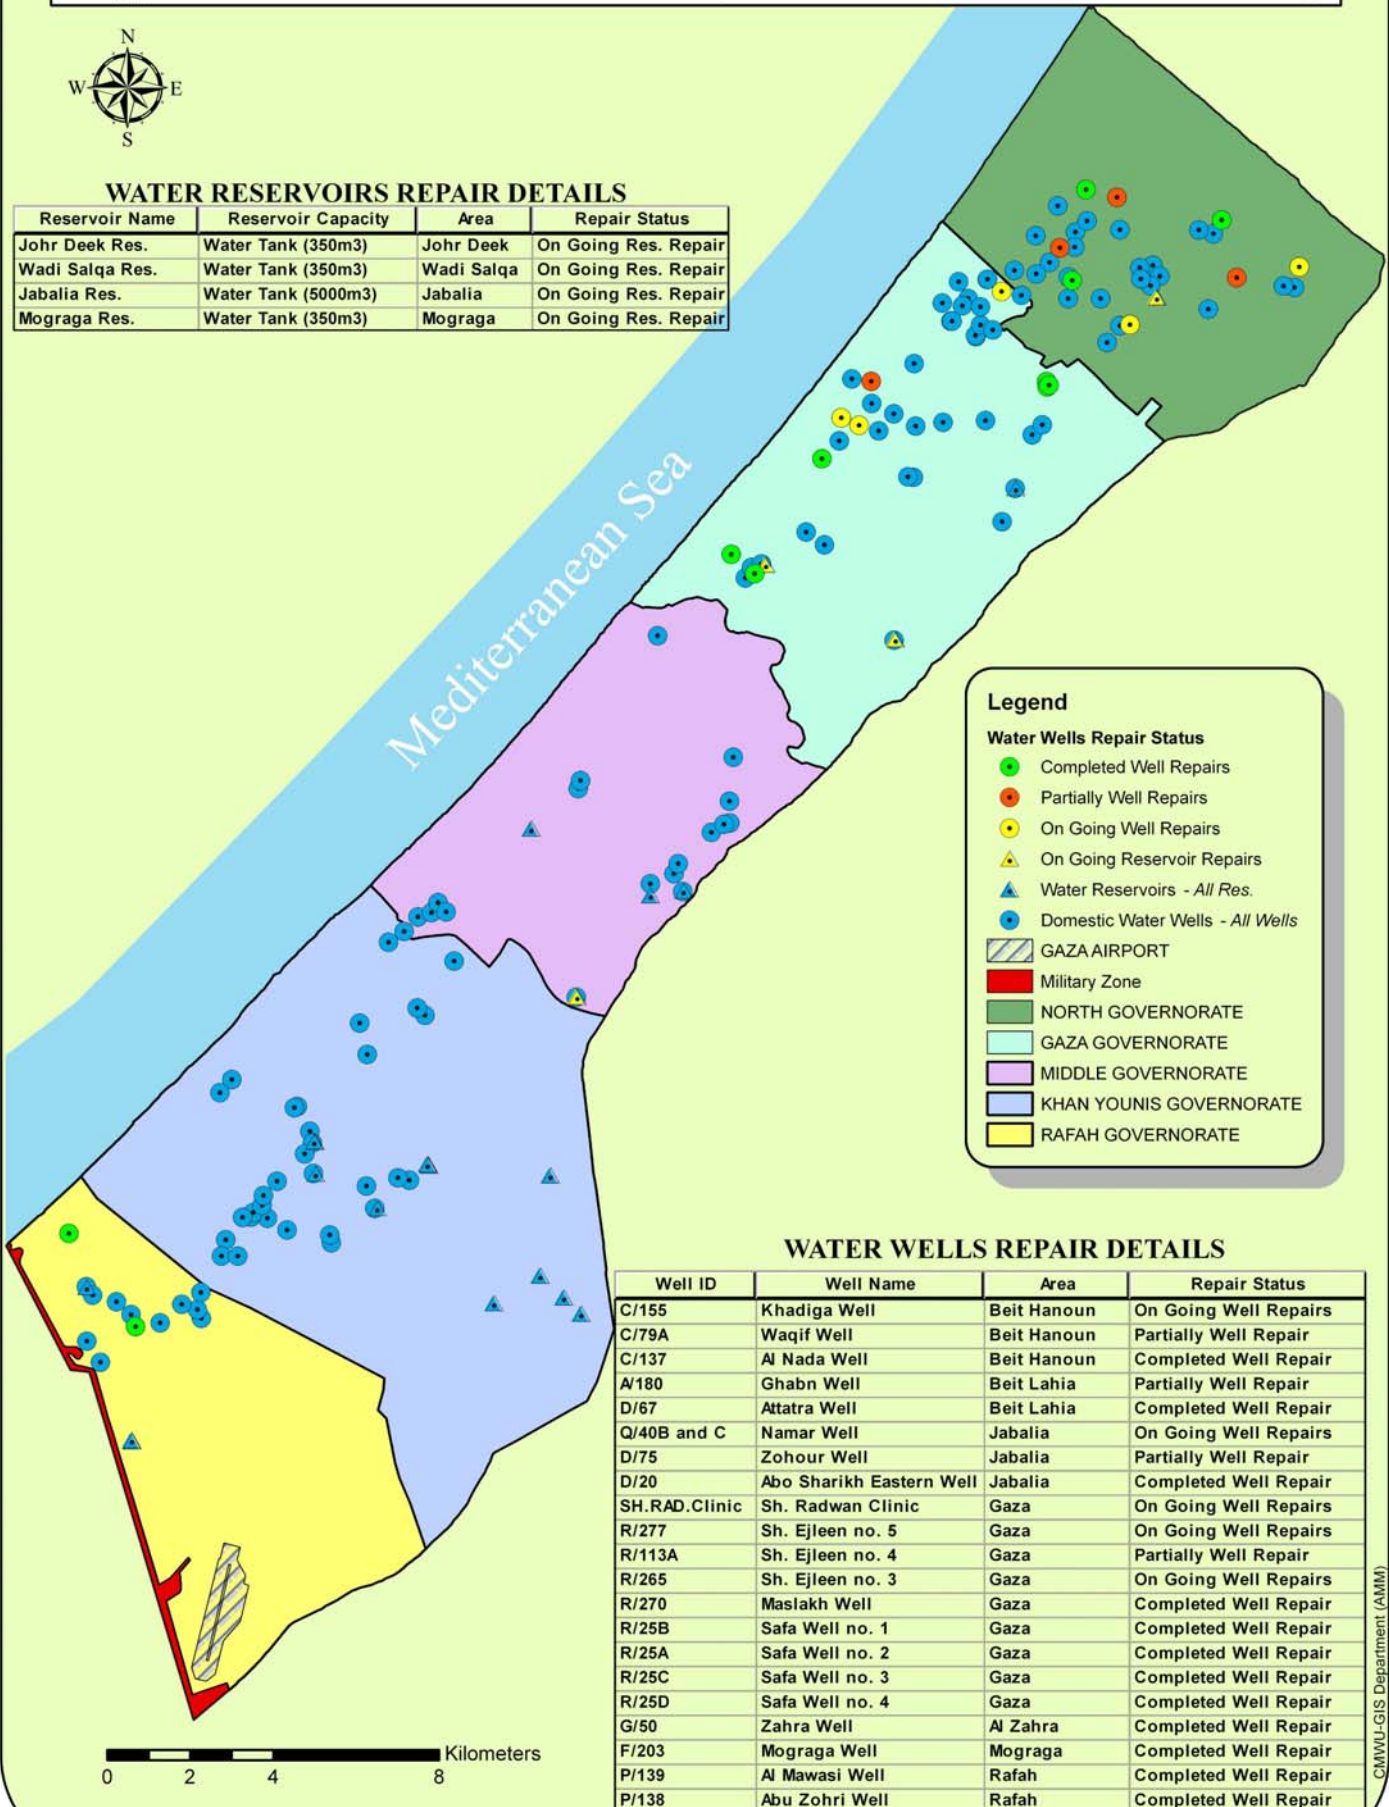 N
W E
S
WATER RESERVOIRS REPAIR DETAILS
Reservoir Name Reservoir Capacity Area Repair Status
Johr Deek Res. Water Tank (350m3) Johr Deek On Going Res. Repair
Wadi Salqa Res. Water Tank (350m3) Wadi Salqa On Going Res. Repair
Jabalia Res. Water Tank (5000m3) Jabalia On Going Res. Repair
Mograga Res. Water Tank (350m3) Mograga On Going Res. Repair
Mediterranean Sea
Legend
Water Wells Repair Status
Completed Well Repairs
Partially Well Repairs
On Going Well Repairs
On Going Reservoir Repairs
Water Reservoirs - All Res.
Domestic Water Wells - All Wells
GAZA AIRPORT
Military Zone
NORTH GOVERNORATE
GAZA GOVERNORATE
MIDDLE GOVERNORATE
KHAN YOUNIS GOVERNORATE
RAFAH GOVERNORATE
WATER WELLS REPAIR DETAILS
Well ID Well Name Area Repair Status
C/155 Khadiga Well Beit Hanoun On Going Well Repairs
C/79A Waqif Well Beit Hanoun Partially Well Repair
C/137 Al Nada Well Beit Hanoun Completed Well Repair
A/180 Ghabn Well Beit Lahia Partially Well Repair
D/67 Attatra Well Beit Lahia Completed Well Repair
Q/40B and C Namar Well Jabalia On Going Well Repairs
D/75 Zohour Well Jabalia Partially Well Repair
D/20 Abo Sharikh Eastern Well Jabalia Completed Well Repair
SH.RAD.Clinic Sh. Radwan Clinic Gaza On Going Well Repairs
R/277 Sh. Ejleen no. 5 Gaza On Going Well Repairs
R/113A Sh. Ejleen no. 4 Gaza Partially Well Repair
R/265 Sh. Ejleen no. 3 Gaza On Going Well Repairs
R/270 Maslakh Well Gaza Completed Well Repair
R/25B Safa Well no. 1 Gaza Completed Well Repair
R/25A Safa Well no. 2 Gaza Completed Well Repair
R/25C Safa Well no. 3 Gaza Completed Well Repair
R/25D Safa Well no. 4 Gaza Completed Well Repair
G/50 Zahra Well Al Zahra Completed Well Repair
F/203 Mograga Well Mograga Completed Well Repair
P/139 Al Mawasi Well Rafah Completed Well Repair
P/138 Abu Zohri Well Rafah Completed Well Repair
Kilometers
0 2 4 8
CMWU-GIS Department (AMM)